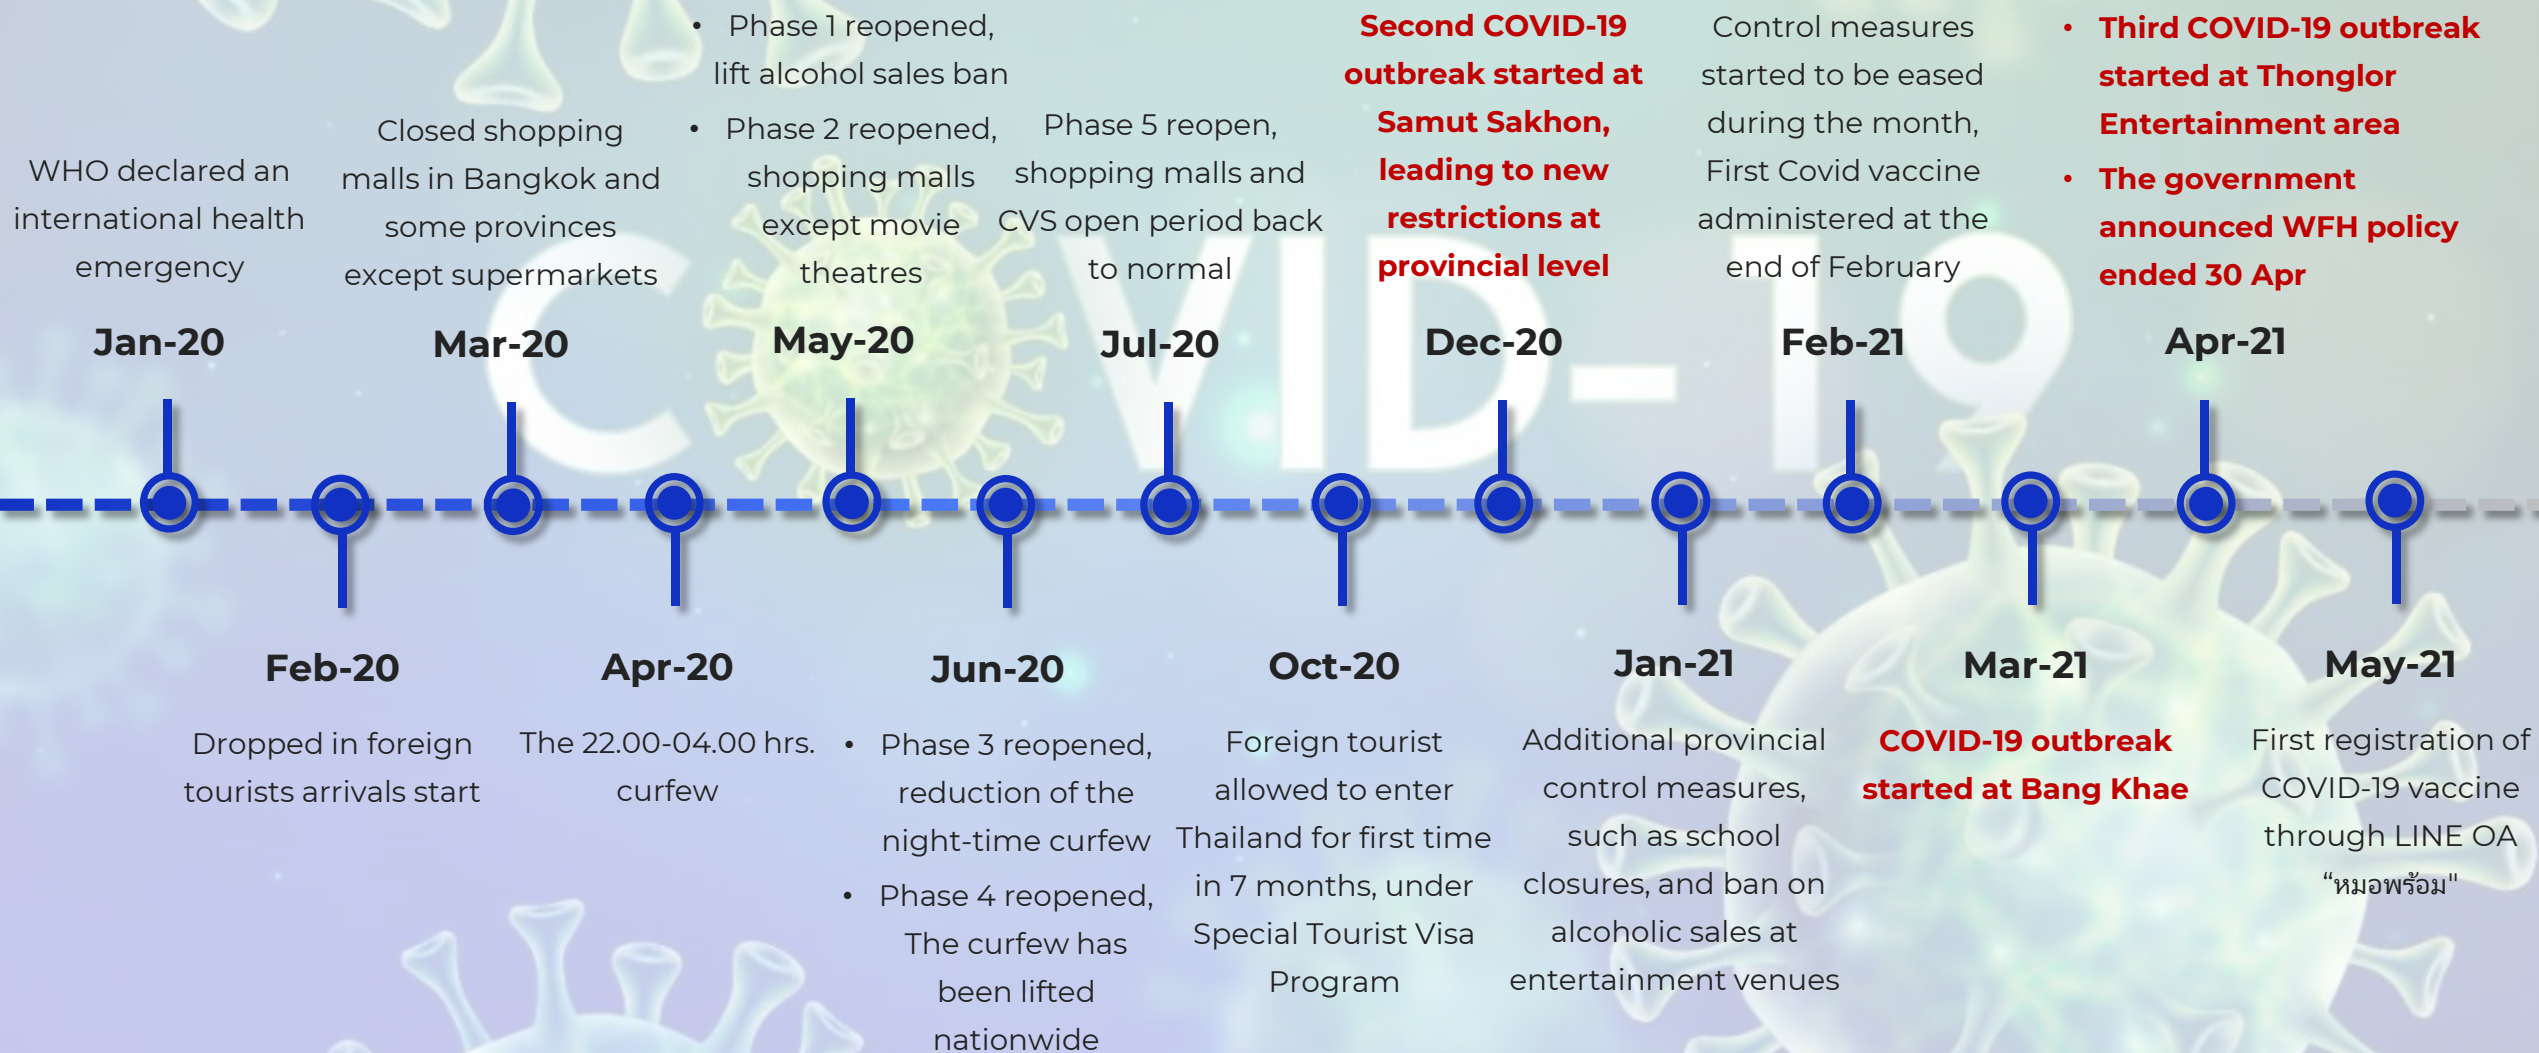 WHO declared an
international health
emergency
Jan-20
Dropped in foreign
tourists arrivals start
Feb-20
Closed shopping
malls in Bangkok and
some provinces
except supermarkets
Mar-20
Apr-20
The 22.00-04.00 hrs.
curfew
• Phase 1 reopened,
lift alcohol sales ban
• Phase 2 reopened,
shopping malls
except movie
theatres
May-20
Jun-20
• Phase 3 reopened,
reduction of the
night-time curfew
• Phase 4 reopened,
The curfew has
been lifted
nationwide
Phase 5 reopen,
shopping malls and
CVS open period back
to normal
Jul-20
Oct-20
Foreign tourist
allowed to enter
Thailand for first time
in 7 months, under
Special Tourist Visa
Program
Second COVID-19
outbreak started at
Samut Sakhon,
leading to new
restrictions at
provincial level
Dec-20
Jan-21
Additional provincial
control measures,
such as school
closures, and ban on
alcoholic sales at
entertainment venues
Control measures
started to be eased
during the month,
First Covid vaccine
administered at the
end of February
Feb-21
Mar-21
COVID-19 outbreak
started at Bang Khae
• Third COVID-19 outbreak
started at Thonglor
Entertainment area
• The government
announced WFH policy
ended 30 Apr
Apr-21
May-21
First registration of
COVID-19 vaccine
through LINE OA
“หมอพร้อม"
COVID-19